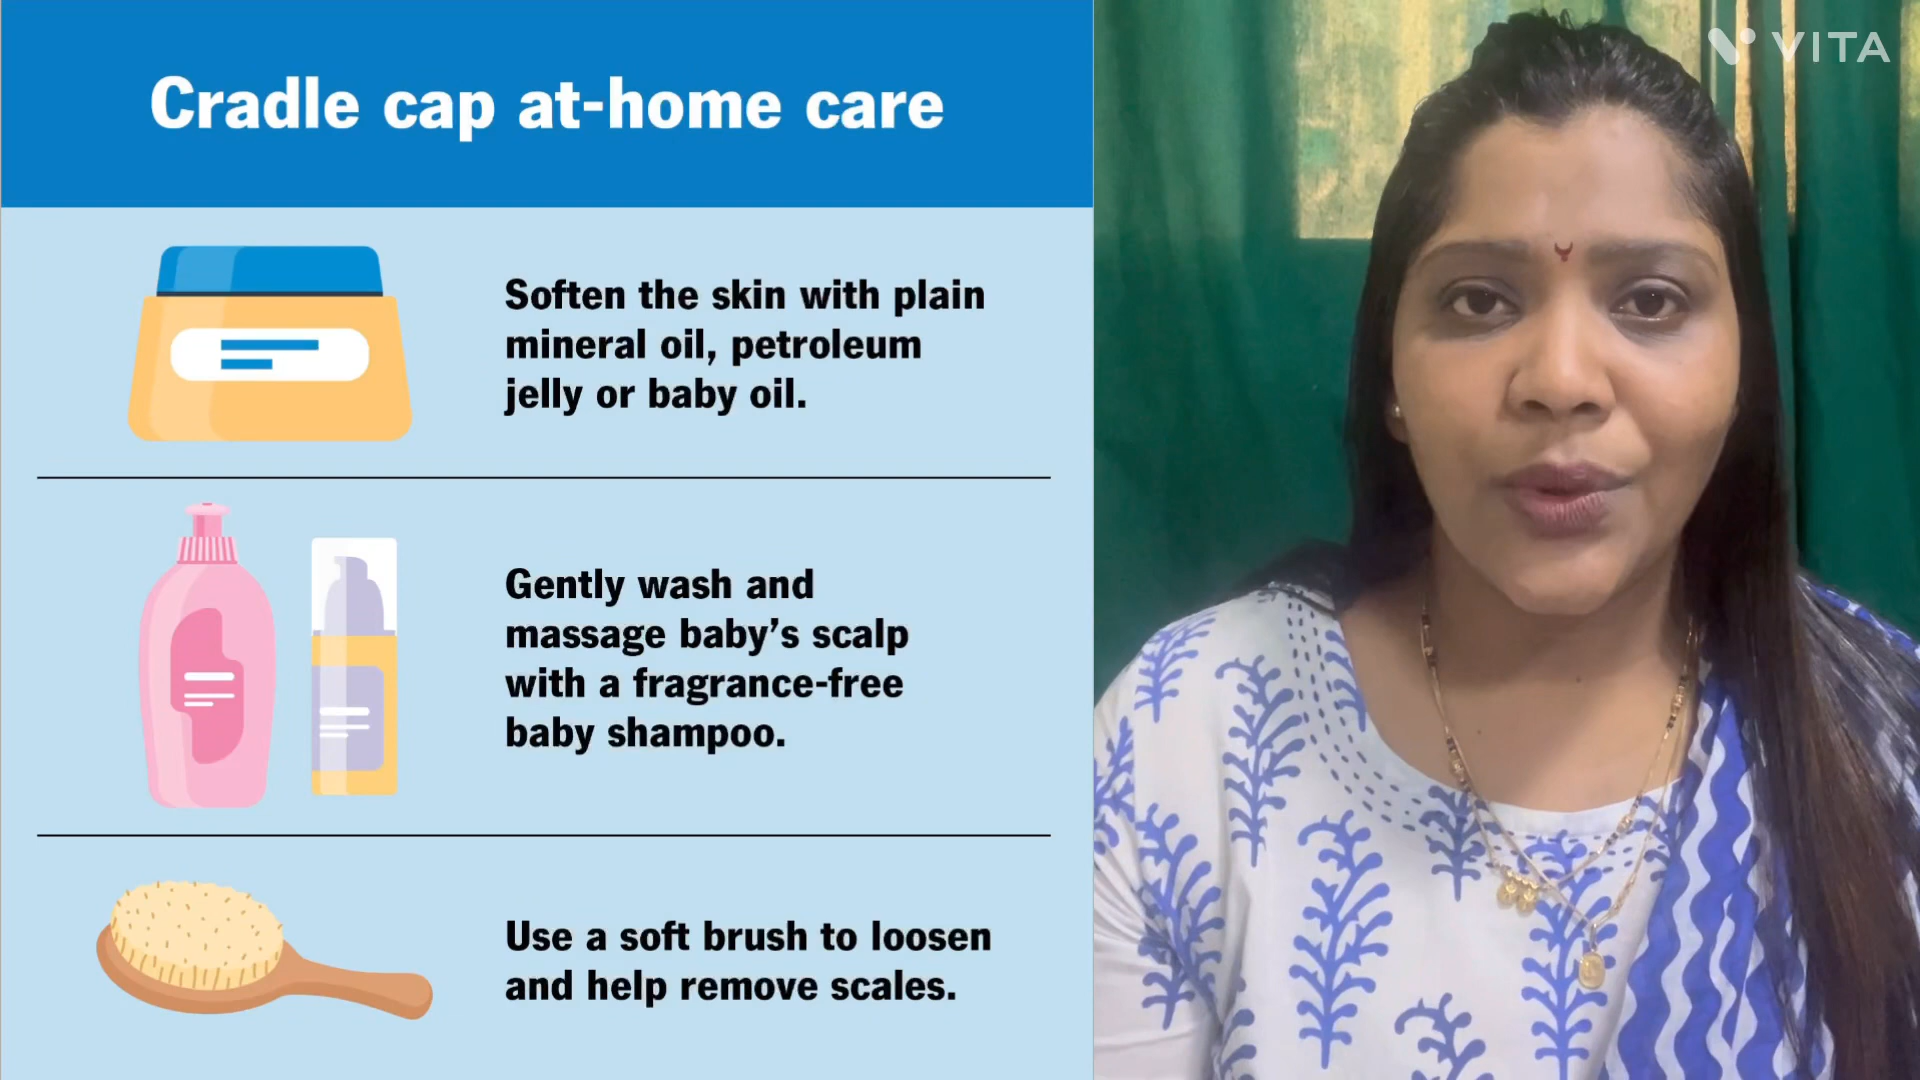 Cradle cap at-home care
Soften the skin with plain
mineral oil, petroleum
jelly or baby oil.
Gently wash and
massage baby’s scalp
with a fragrance-free
baby shampoo.
Use a soft brush to loosen
and help remove scales.
VITA